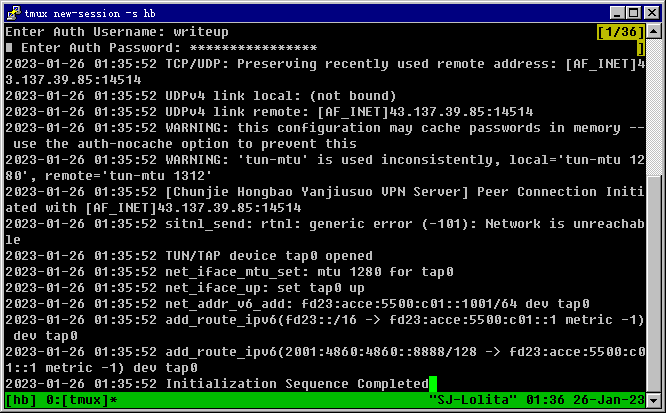 tmux new-session -s hb
Enter Auth Username: writeup [1/36]
Enter Auth Password: **************** ]
2023-01-26 01:35:52 TCP/UDP: Preserving recently used remote address: [AF_INET]4
3.137.39.85:14514
2023-01-26 01:35:52 UDPv4 link local: (not bound)
2023-01-26 01:35:52 UDPv4 link remote: [AF_INET]43.137.39.85:14514
2023-01-26 01:35:52 WARNING: this configuration may cache passwords in memory --
 use the auth-nocache option to prevent this
2023-01-26 01:35:52 WARNING: 'tun-mtu' is used inconsistently, local='tun-mtu 12
80', remote='tun-mtu 1312'
2023-01-26 01:35:52 [Chunjie Hongbao Yanjiusuo VPN Server] Peer Connection Initi
ated with [AF_INET]43.137.39.85:14514
2023-01-26 01:35:52 sitnl_send: rtnl: generic error (-101): Network is unreachab
le
2023-01-26 01:35:52 TUN/TAP device tap0 opened
2023-01-26 01:35:52 net_iface_mtu_set: mtu 1280 for tap0
2023-01-26 01:35:52 net_iface_up: set tap0 up
2023-01-26 01:35:52 net_addr_v6_add: fd23:acce:5500:c01::1001/64 dev tap0
2023-01-26 01:35:52 add_route_ipv6(fd23::/16 -> fd23:acce:5500:c01::1 metric -1)
 dev tap0
2023-01-26 01:35:52 add_route_ipv6(2001:4860:4860::8888/128 -> fd23:acce:5500:c0
1::1 metric -1) dev tap0
2023-01-26 01:35:52 Initialization Sequence Completed
[hb] 0:[tmux]* "SJ-Lolita" 01:36 26-Jan-23